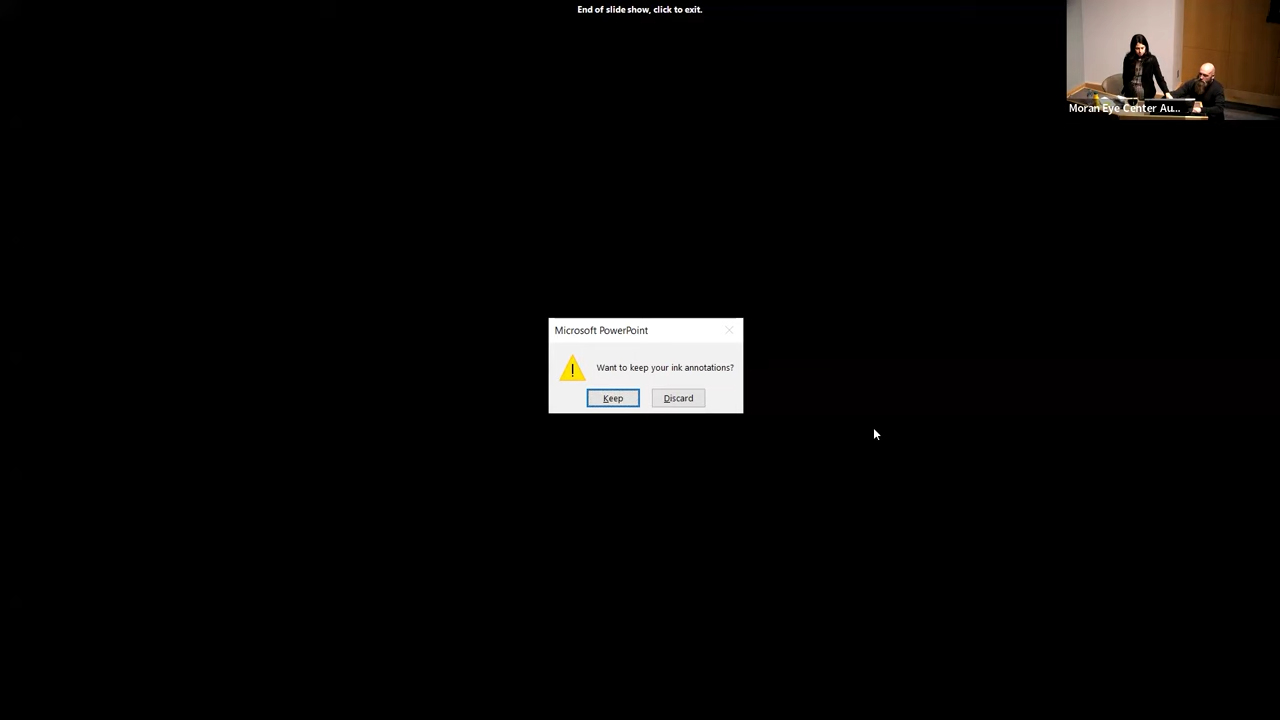 End of slide show, click to exit.
Moran Eye Center Au...
Microsoft PowerPoint
Want to keep your ink annotations?
Keep
Discard